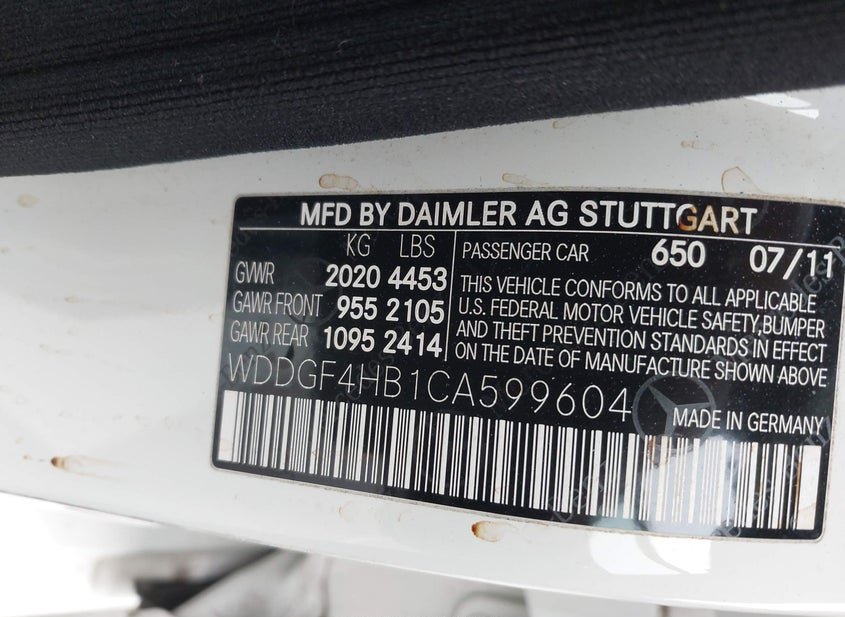 MFD BY DAIMLER AG STUTTGART
KG LBS
GVWR 2020 4453
GAWR FRONT 955 2105
GAWR REAR 1095 2414
PASSENGER CAR 650 07/11
THIS VEHICLE CONFORMS TO ALL APPLICABLE
U.S. FEDERAL MOTOR VEHICLE SAFETY,BUMPER
AND THEFT PREVENTION STANDARDS IN EFFECT
ON THE DATE OF MANUFACTURE SHOWN ABOVE
WDDGF4HB1CA599604
MADE IN GERMANY